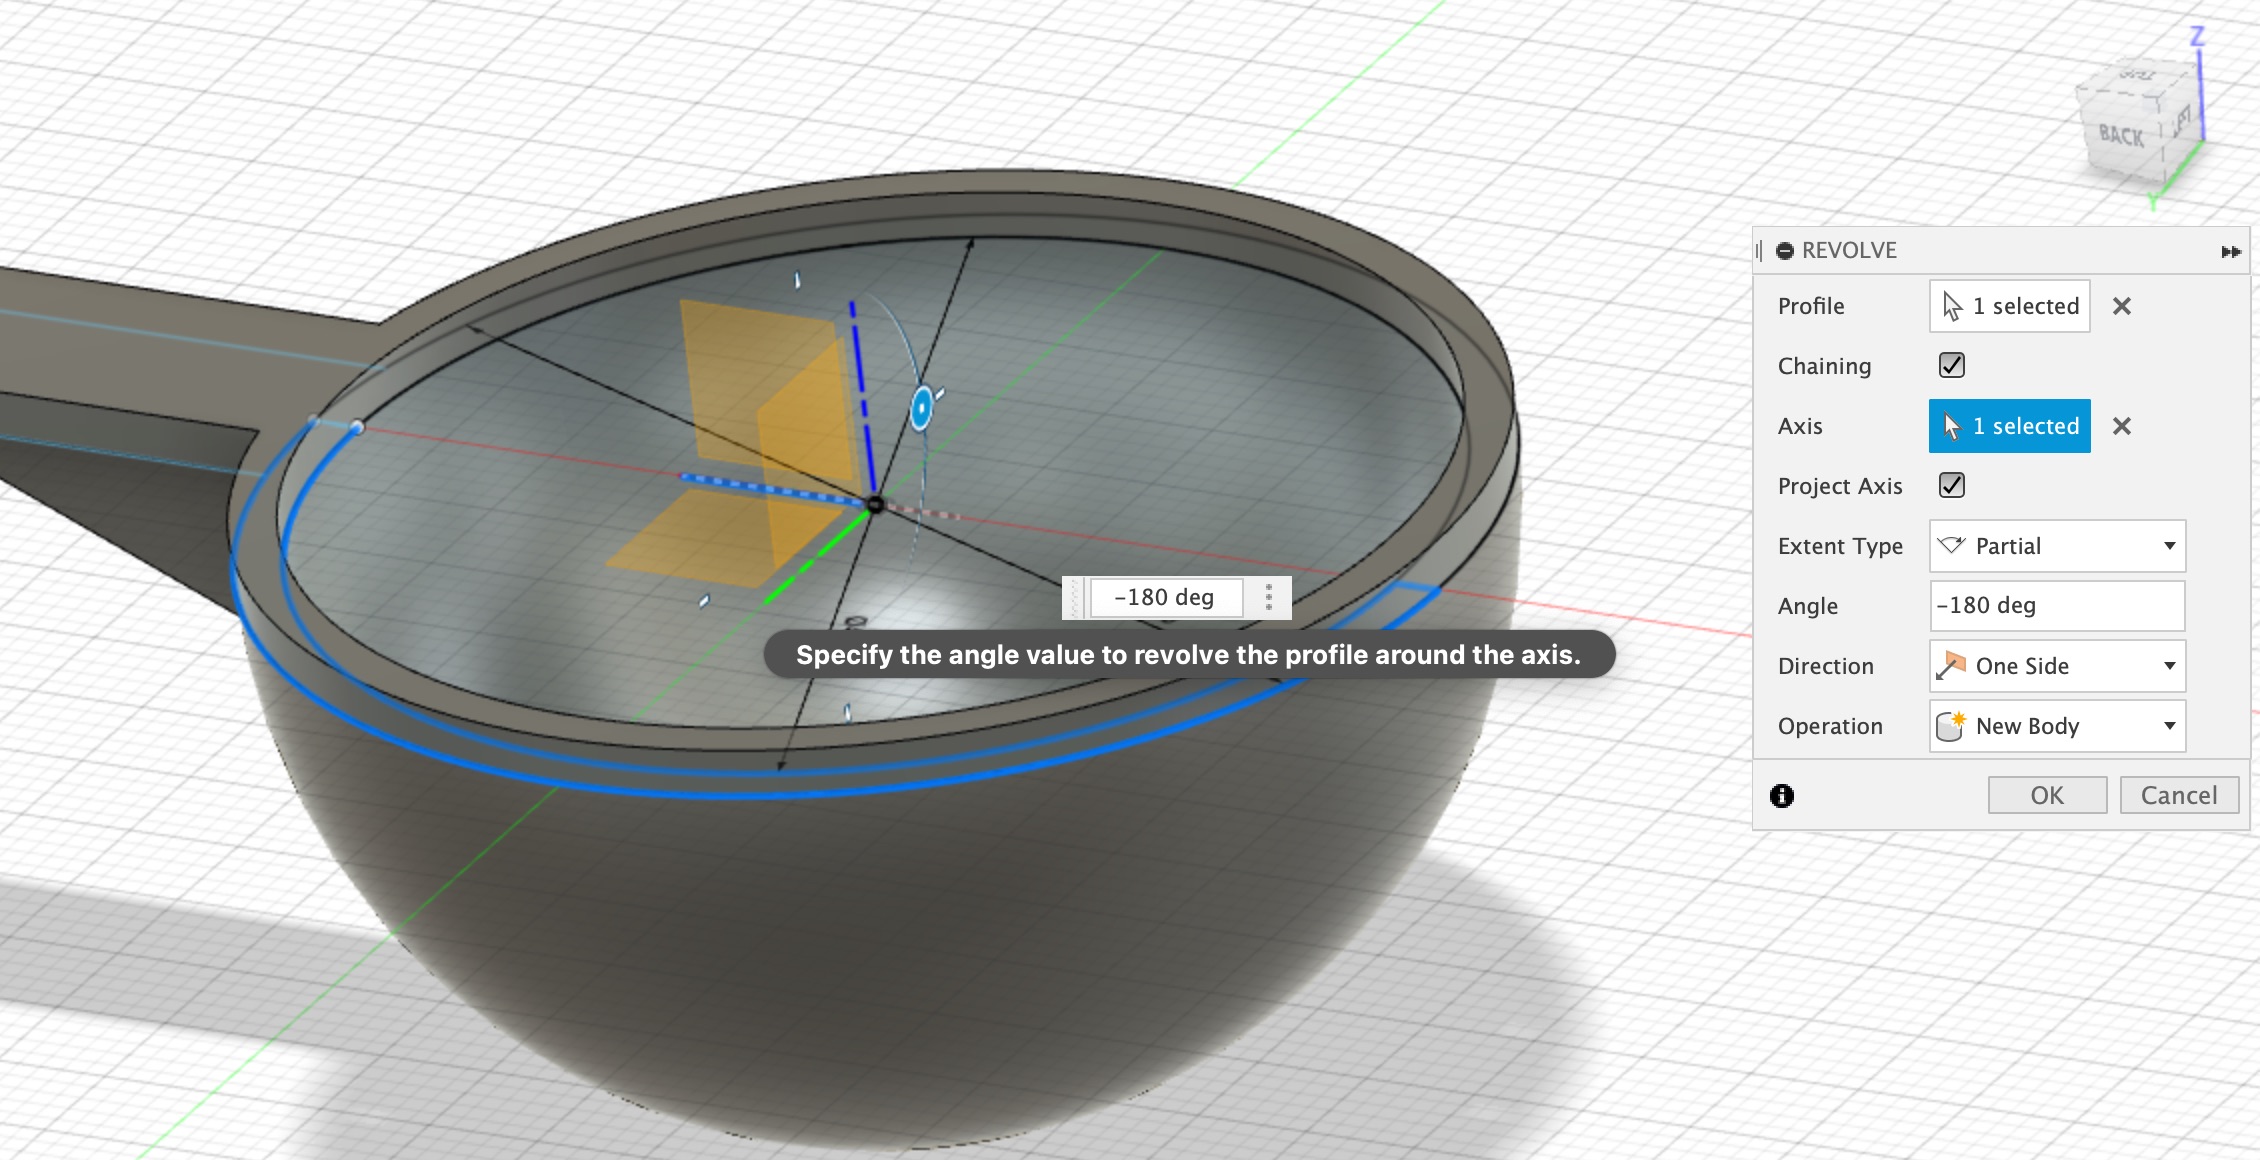 Z
BACK
Y
REVOLVE
Profile
1 selected
Chaining
Axis
1 selected
Project Axis
Extent Type
Partial
Angle
-180 deg
Direction
One Side
Operation
New Body
OK
Cancel
-180 deg
Specify the angle value to revolve the profile around the axis.